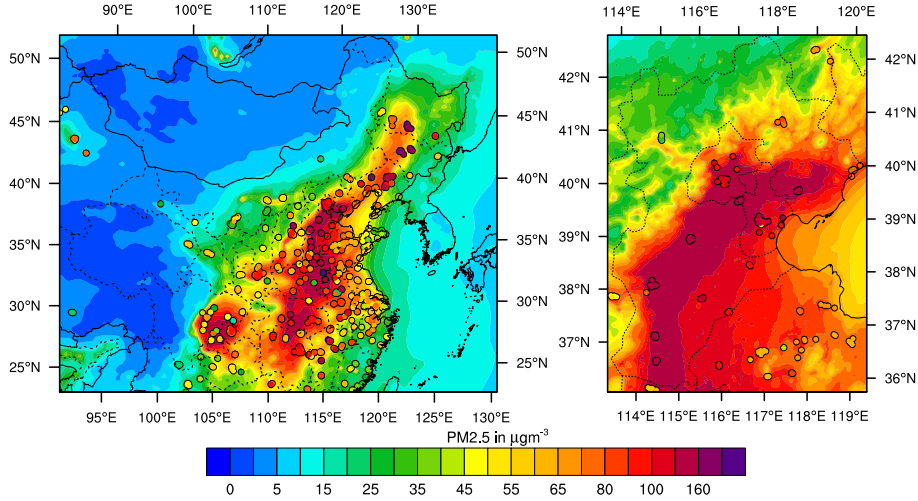 90°E 100°E 110°E 120°E 130°E
114°E 116°E 118°E 120°E
50°N 50°N
45°N 45°N
40°N 40°N
35°N 35°N
30°N 30°N
25°N 25°N
95°E 100°E 105°E 110°E 115°E 120°E 125°E 130°E
42°N 42°N
41°N 41°N
40°N 40°N
39°N 39°N
38°N 38°N
37°N 37°N
36°N
114°E 115°E 116°E 117°E 118°E 119°E
PM2.5 in µgm⁻³
0 5 15 25 35 45 55 65 80 100 160